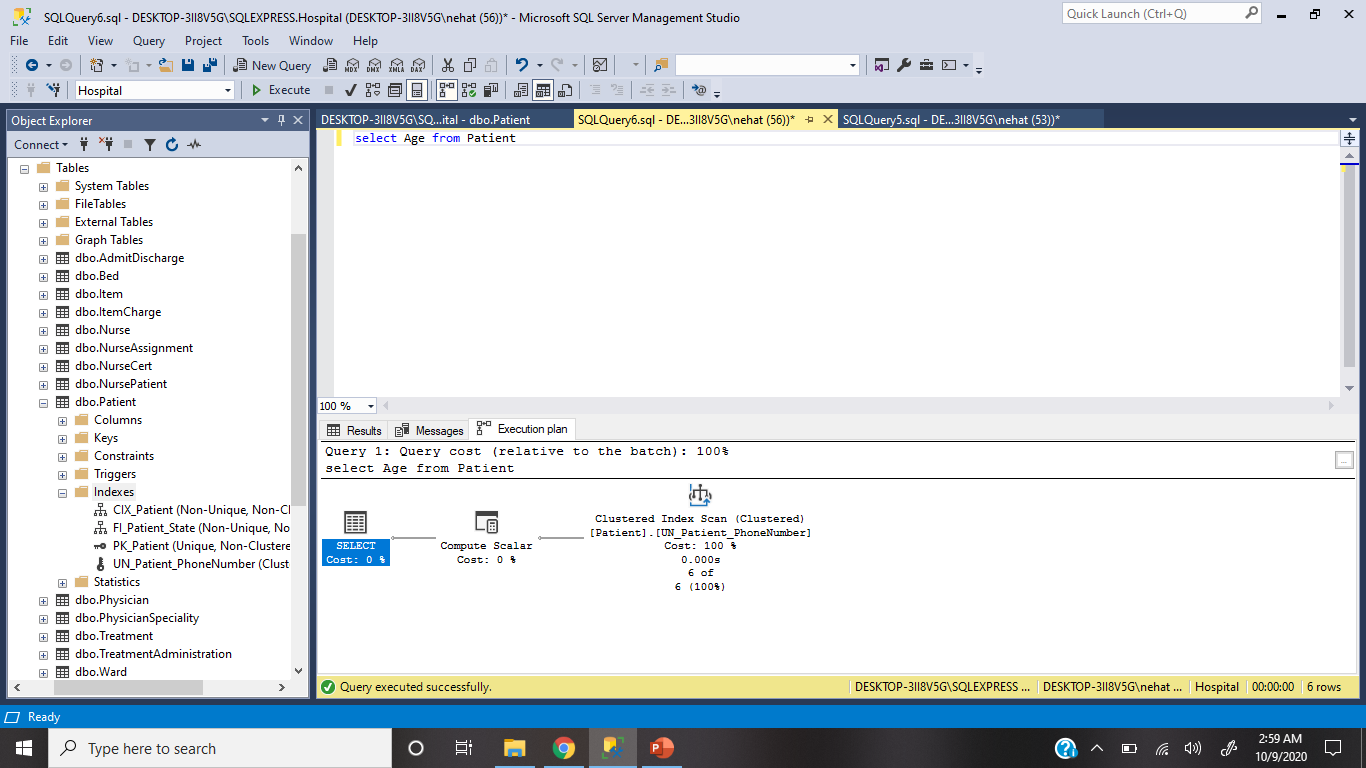 SQLQuery6.sql - DESKTOP-3II8V5G\SQLEXPRESS.Hospital (DESKTOP-3II8V5G\nehat (56))* - Microsoft SQL Server Management Studio
Quick Launch (Ctrl+Q)
File Edit View Query Project Tools Window Help
New Query MDX DMX XMLA DAX
Hospital Execute
Object Explorer
DESKTOP-3II8V5G\SQ...ital - dbo.Patient SQLQuery6.sql - DE...3II8V5G\nehat (56))* SQLQuery5.sql - DE...3II8V5G\nehat (53))*
Connect
select Age from Patient
Tables
System Tables
FileTables
External Tables
Graph Tables
dbo.AdmitDischarge
dbo.Bed
dbo.Item
dbo.ItemCharge
dbo.Nurse
dbo.NurseAssignment
dbo.NurseCert
dbo.NursePatient
dbo.Patient
Columns
Keys
Constraints
Triggers
Indexes
CIX_Patient (Non-Unique, Non-Cl
FI_Patient_State (Non-Unique, No
PK_Patient (Unique, Non-Clustere
UN_Patient_PhoneNumber (Clust
Statistics
dbo.Physician
dbo.PhysicianSpeciality
dbo.Treatment
dbo.TreatmentAdministration
dbo.Ward
100 %
Results Messages Execution plan
Query 1: Query cost (relative to the batch): 100%
select Age from Patient
...
SELECT
Cost: 0 %
Compute Scalar
Cost: 0 %
Clustered Index Scan (Clustered)
[Patient].[UN_Patient_PhoneNumber]
Cost: 100 %
0.000s
6 of
6 (100%)
Query executed successfully. DESKTOP-3II8V5G\SQLEXPRESS ... DESKTOP-3II8V5G\nehat ... Hospital 00:00:00 6 rows
Ready
Type here to search
2:59 AM
10/9/2020